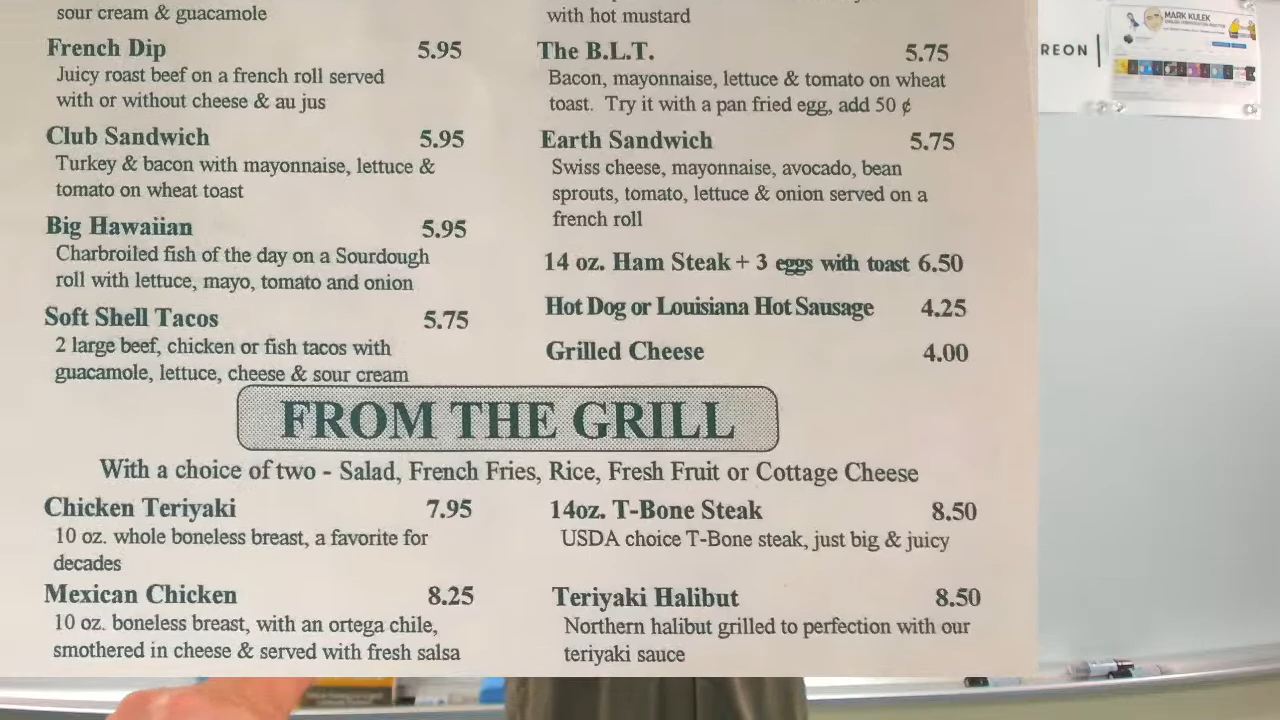 sour cream & guacamole
French Dip 5.95
Juicy roast beef on a french roll served
with or without cheese & au jus
Club Sandwich 5.95
Turkey & bacon with mayonnaise, lettuce &
tomato on wheat toast
Big Hawaiian 5.95
Charbroiled fish of the day on a Sourdough
roll with lettuce, mayo, tomato and onion
Soft Shell Tacos 5.75
2 large beef, chicken or fish tacos with
guacamole, lettuce, cheese & sour cream
with hot mustard
The B.L.T. 5.75
Bacon, mayonnaise, lettuce & tomato on wheat
toast. Try it with a pan fried egg, add 50 ¢
Earth Sandwich 5.75
Swiss cheese, mayonnaise, avocado, bean
sprouts, tomato, lettuce & onion served on a
french roll
14 oz. Ham Steak + 3 eggs with toast 6.50
Hot Dog or Louisiana Hot Sausage 4.25
Grilled Cheese 4.00
FROM THE GRILL
With a choice of two - Salad, French Fries, Rice, Fresh Fruit or Cottage Cheese
Chicken Teriyaki 7.95
10 oz. whole boneless breast, a favorite for
decades
Mexican Chicken 8.25
10 oz. boneless breast, with an ortega chile,
smothered in cheese & served with fresh salsa
14oz. T-Bone Steak 8.50
USDA choice T-Bone steak, just big & juicy
Teriyaki Halibut 8.50
Northern halibut grilled to perfection with our
teriyaki sauce
REON
MARK KULEK